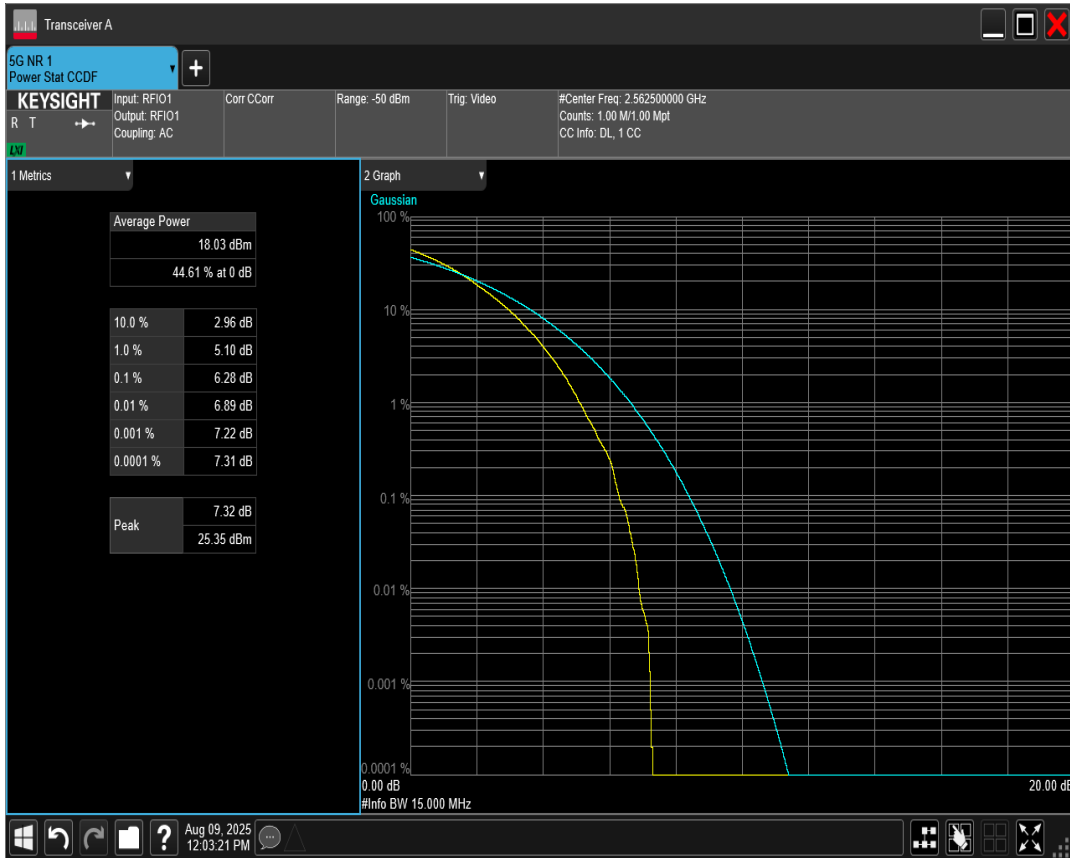 Transceiver A
5G NR 1
Power Stat CCDF
+
KEYSIGHT
R T
LXI
Input: RFIO1
Output: RFIO1
Coupling: AC
Corr CCorr
Range: -50 dBm
Trig: Video
#Center Freq: 2.562500000 GHz
Counts: 1.00 M/1.00 Mpt
CC Info: DL, 1 CC
1 Metrics
Average Power
18.03 dBm
44.61 % at 0 dB
10.0 % 2.96 dB
1.0 % 5.10 dB
0.1 % 6.28 dB
0.01 % 6.89 dB
0.001 % 7.22 dB
0.0001 % 7.31 dB
Peak
7.32 dB
25.35 dBm
2 Graph
Gaussian
100 %
10 %
1 %
0.1 %
0.01 %
0.001 %
0.0001 %
0.00 dB
20.00 dB
#Info BW 15.000 MHz
?
Aug 09, 2025
12:03:21 PM